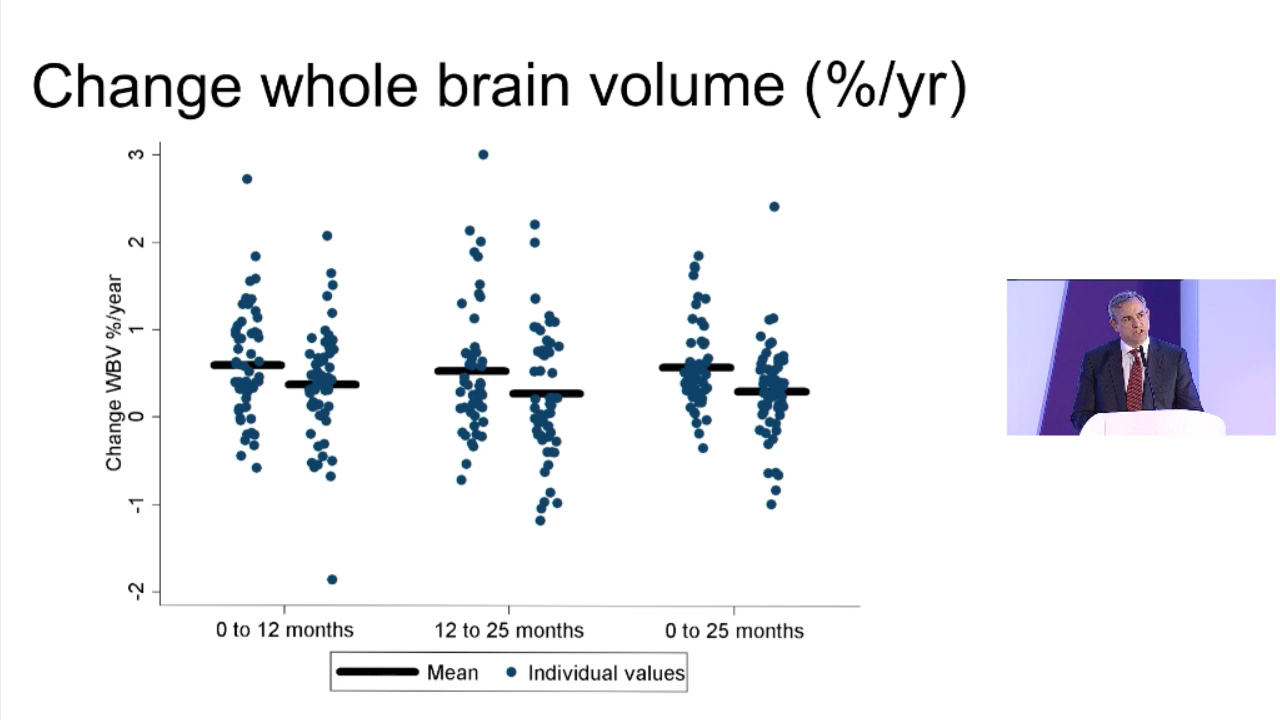 Change whole brain volume (%/yr)
Change WBV %/year
3
2
1
0
-1
-2
0 to 12 months
12 to 25 months
0 to 25 months
Mean
Individual values